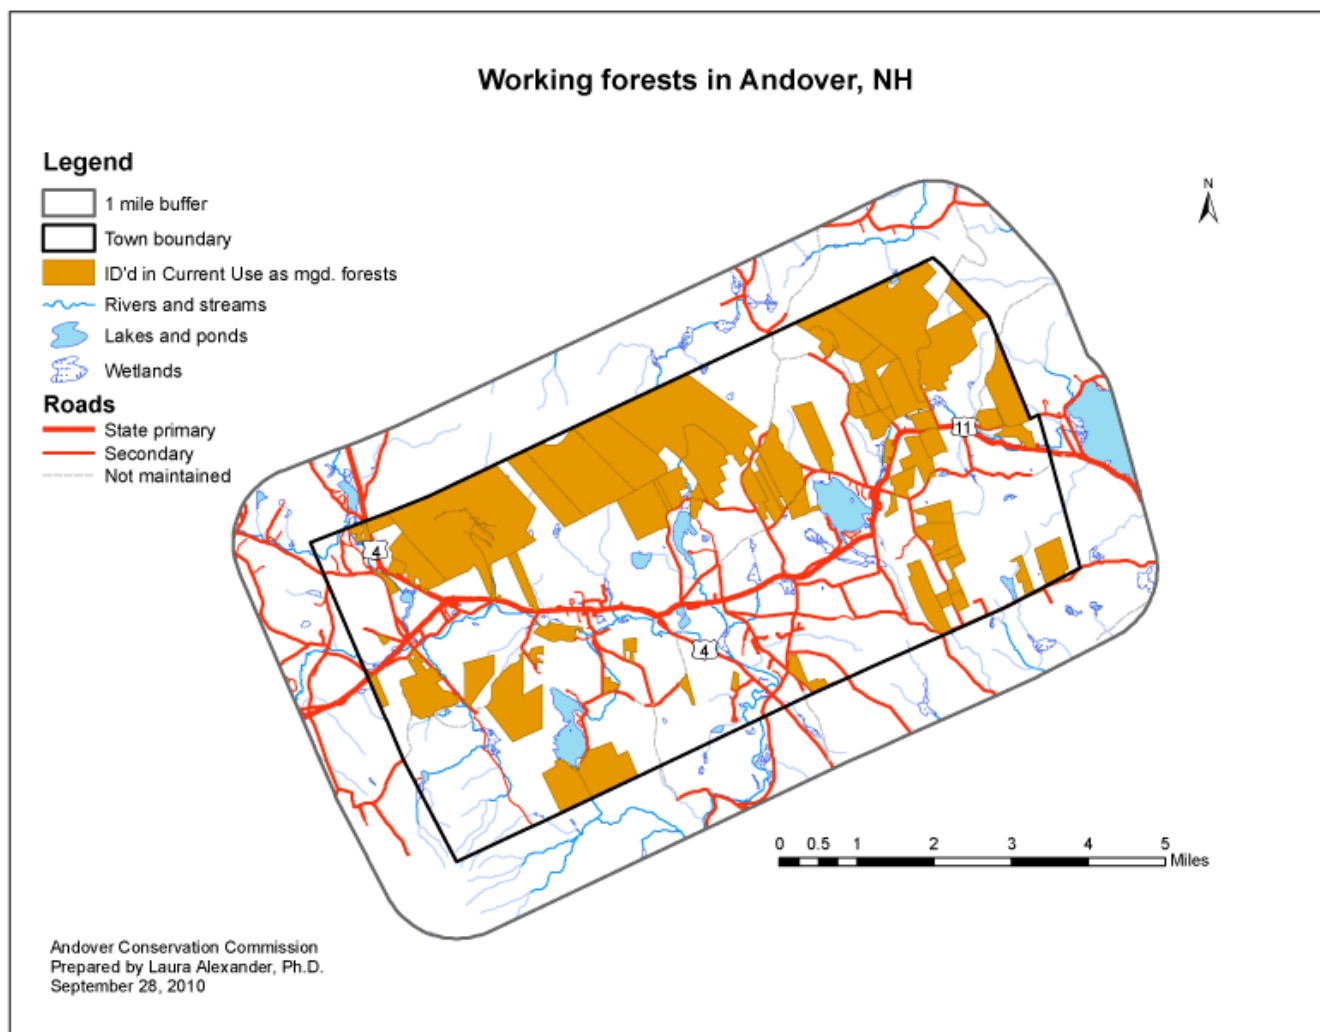 Working forests in Andover, NH
Legend
1 mile buffer
Town boundary
ID'd in Current Use as mgd. forests
Rivers and streams
Lakes and ponds
Wetlands
Roads
State primary
Secondary
Not maintained
N
11
4
4
0 0.5 1 2 3 4 5
Miles
Andover Conservation Commission
Prepared by Laura Alexander, Ph.D.
September 28, 2010